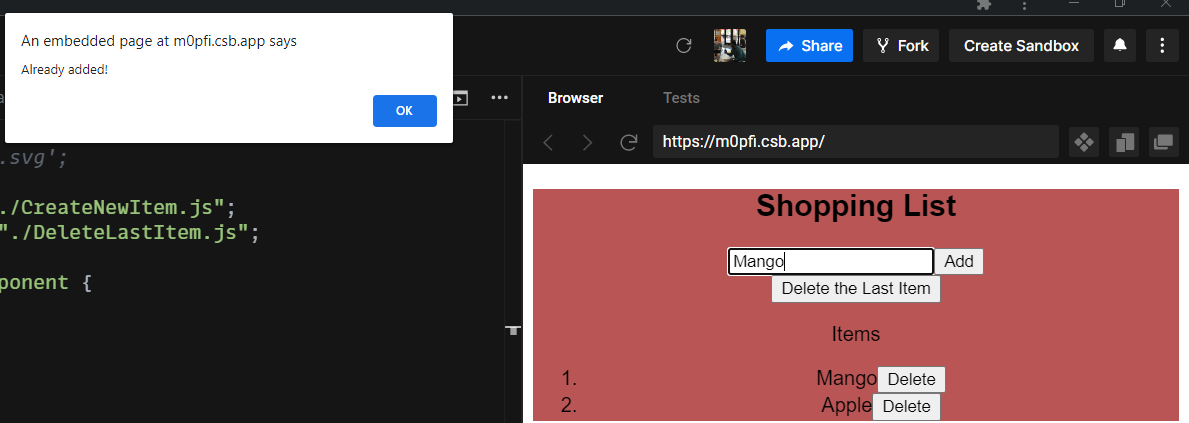 An embedded page at m0pfi.csb.app says
Already added!
OK
Share
Fork
Create Sandbox
Browser
Tests
https://m0pfi.csb.app/
.svg';
./CreateNewItem.js";
"./DeleteLastItem.js";
ponent {
Shopping List
Mango Add
Delete the Last Item
Items
1. Mango Delete
2. Apple Delete